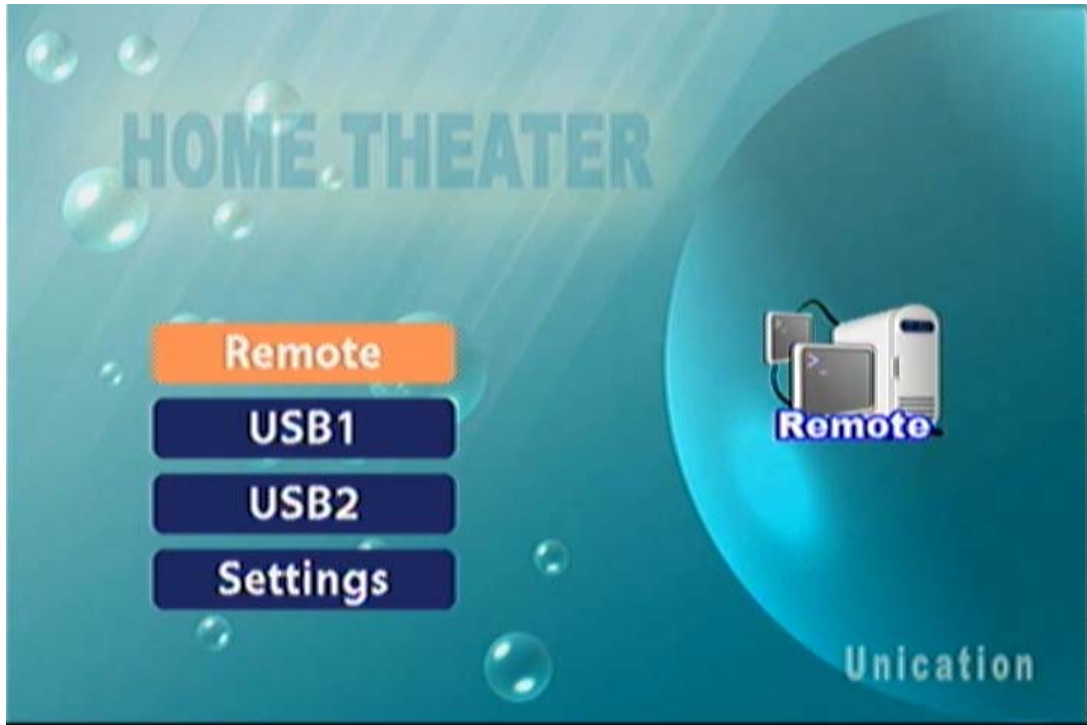 HOME THEATER
Remote
USB1
USB2
Settings
>_
Remote
Unication